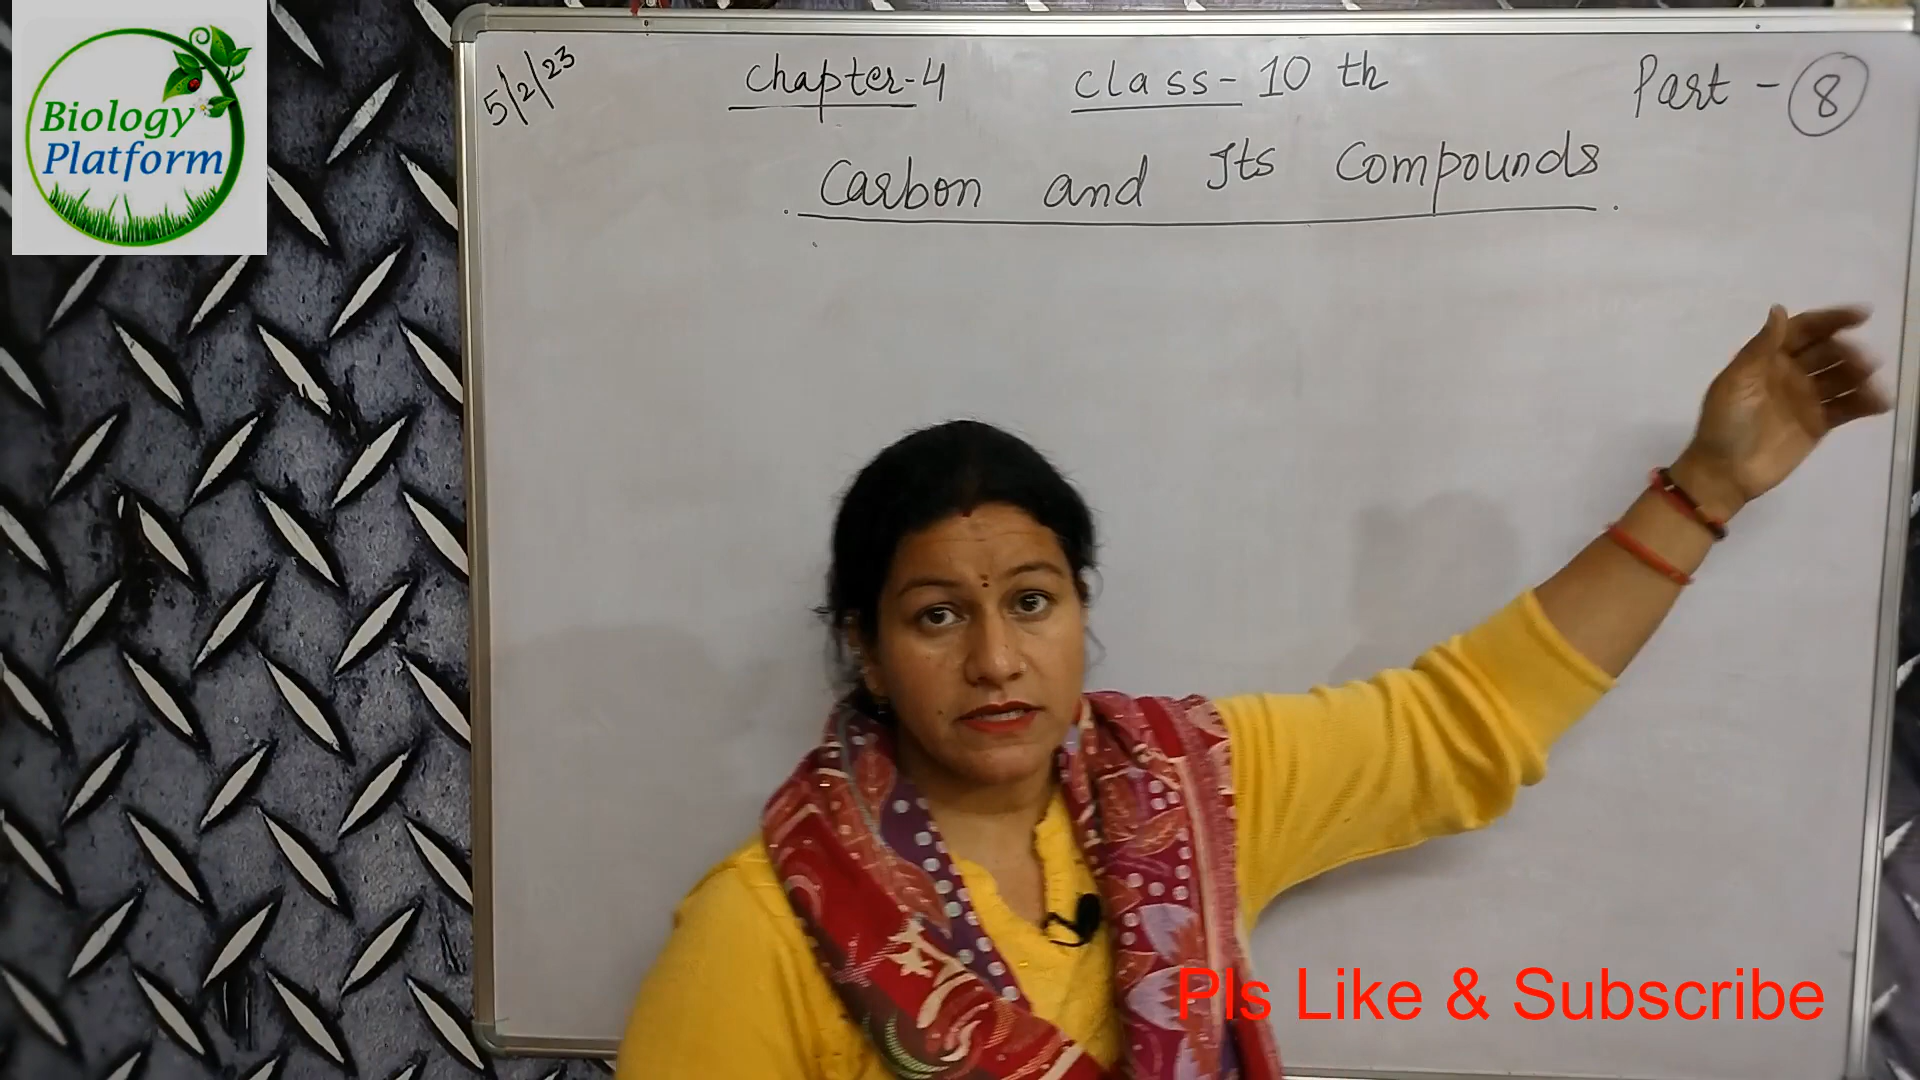 Biology
Platform
5/2/23
Chapter-4 Class-10 th Part - 8
Carbon and Its Compounds
Pls Like & Subscribe